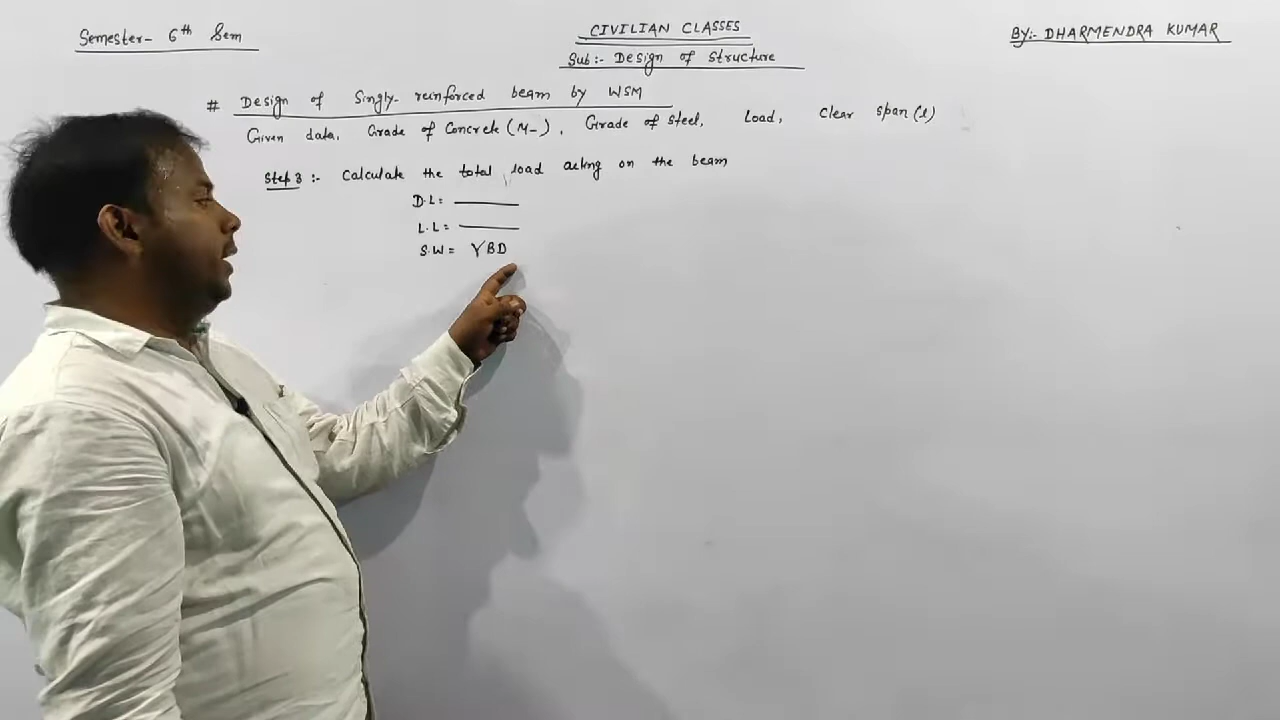 Semester- 6th Sem
CIVILIAN CLASSES
BY:- DHARMENDRA KUMAR
Sub:- Design of structure
# Design of Singly-reinforced beam by WSM
Given data, Grade of Concrete (M-), Grade of steel, Load, Clear span (l)
Step 3 :- Calculate the total load acting on the beam
D.L = ______
L.L = ______
S.W = γBD